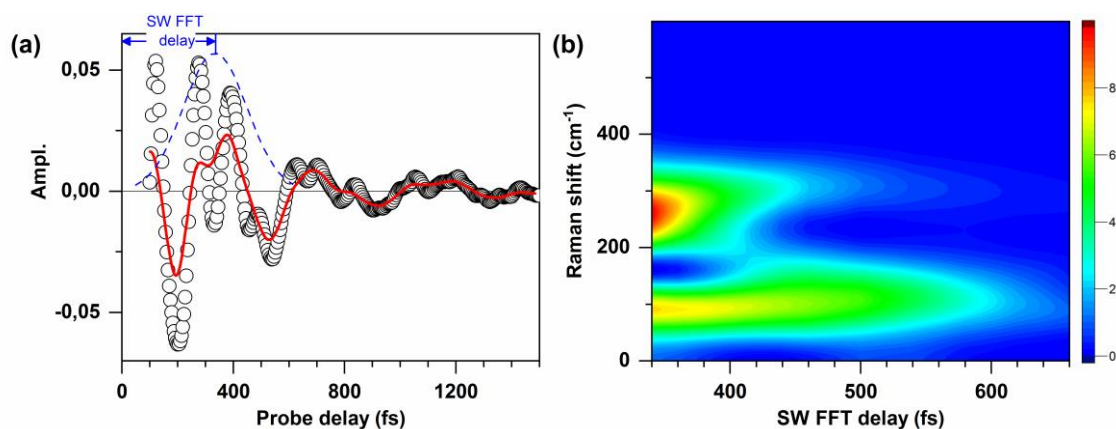 SW FFT
delay
(a)
0,05
0,00
-0,05
Ampl.
0
400
800
1200
Probe delay (fs)
(b)
Raman shift (cm-1)
400
200
0
400
500
600
SW FFT delay (fs)
8
6
4
2
0